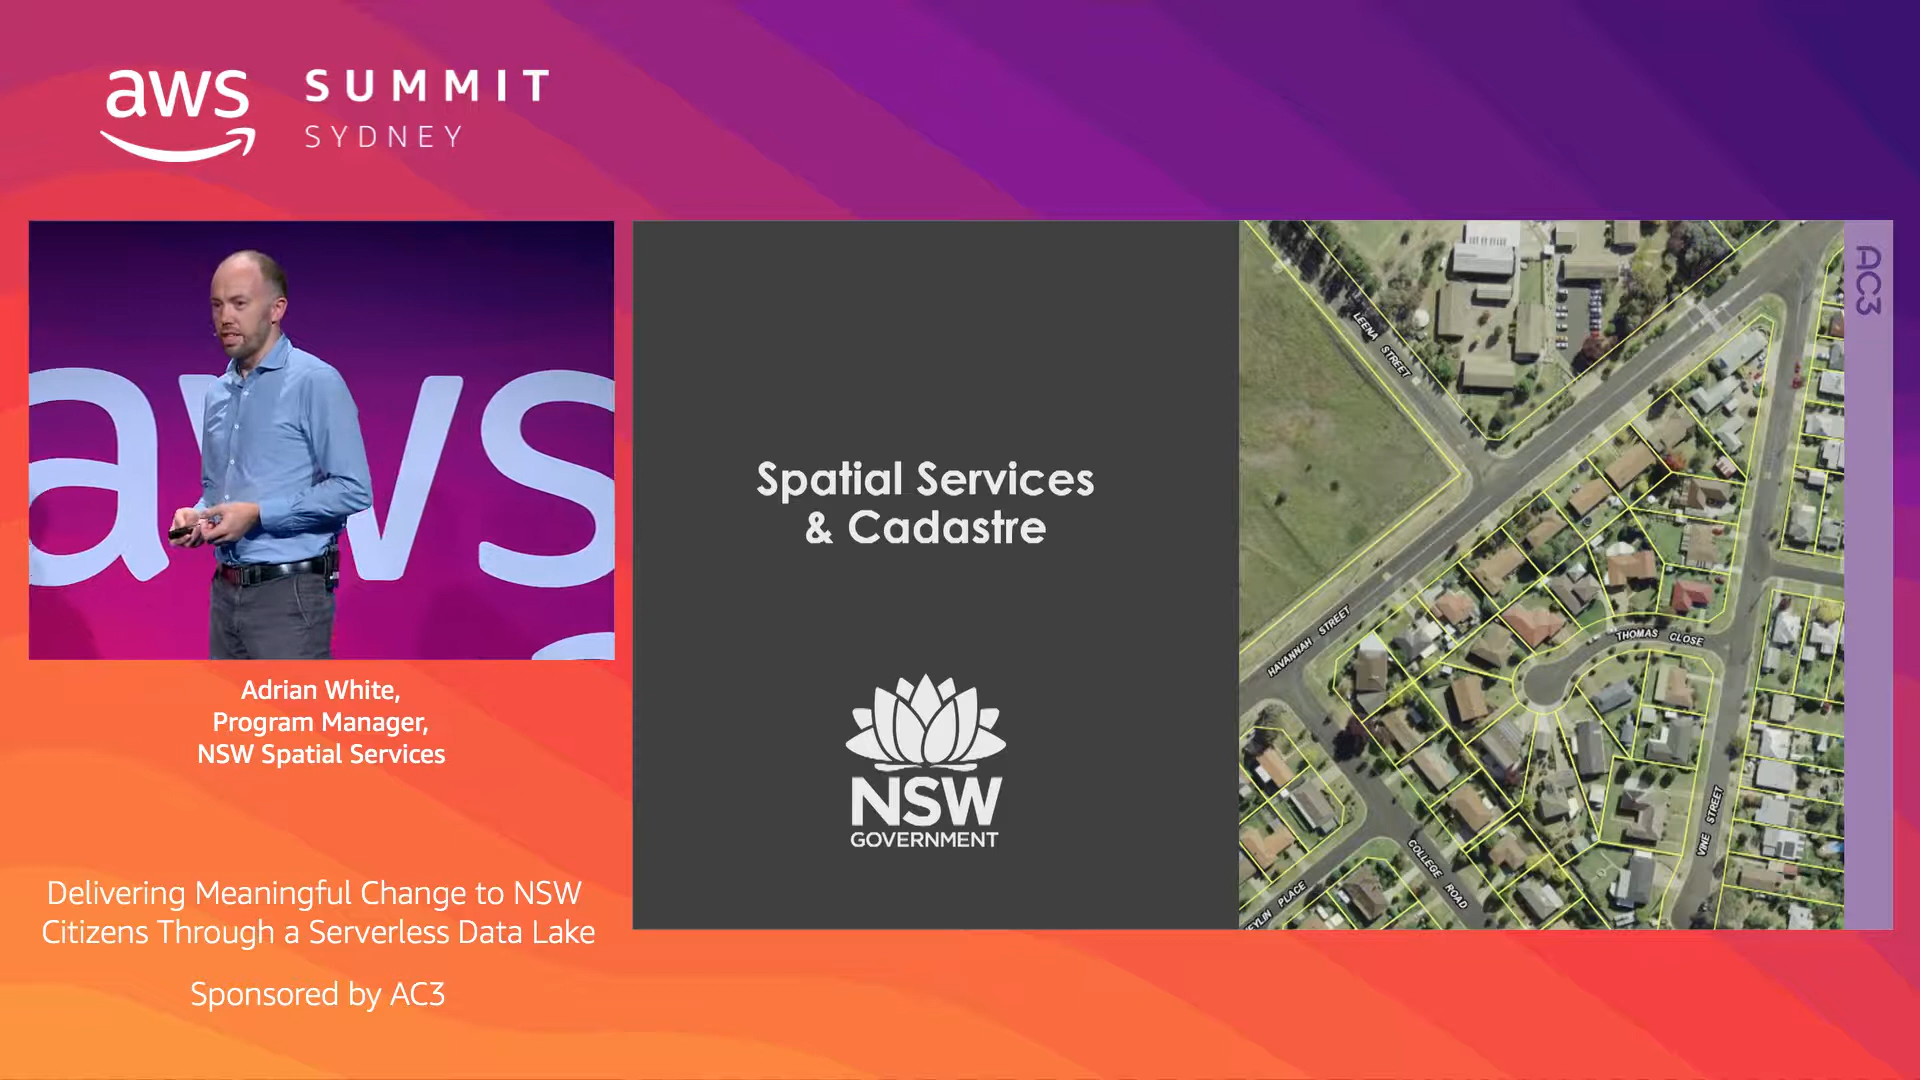 aws
SUMMIT
SYDNEY
aws
Adrian White,
Program Manager,
NSW Spatial Services
Delivering Meaningful Change to NSW
Citizens Through a Serverless Data Lake
Sponsored by AC3
Spatial Services
& Cadastre
NSW
GOVERNMENT
LEENA STREET
HAVANNAH STREET
THOMAS CLOSE
VINE STREET
COLLEGE ROAD
PLACE
AC3